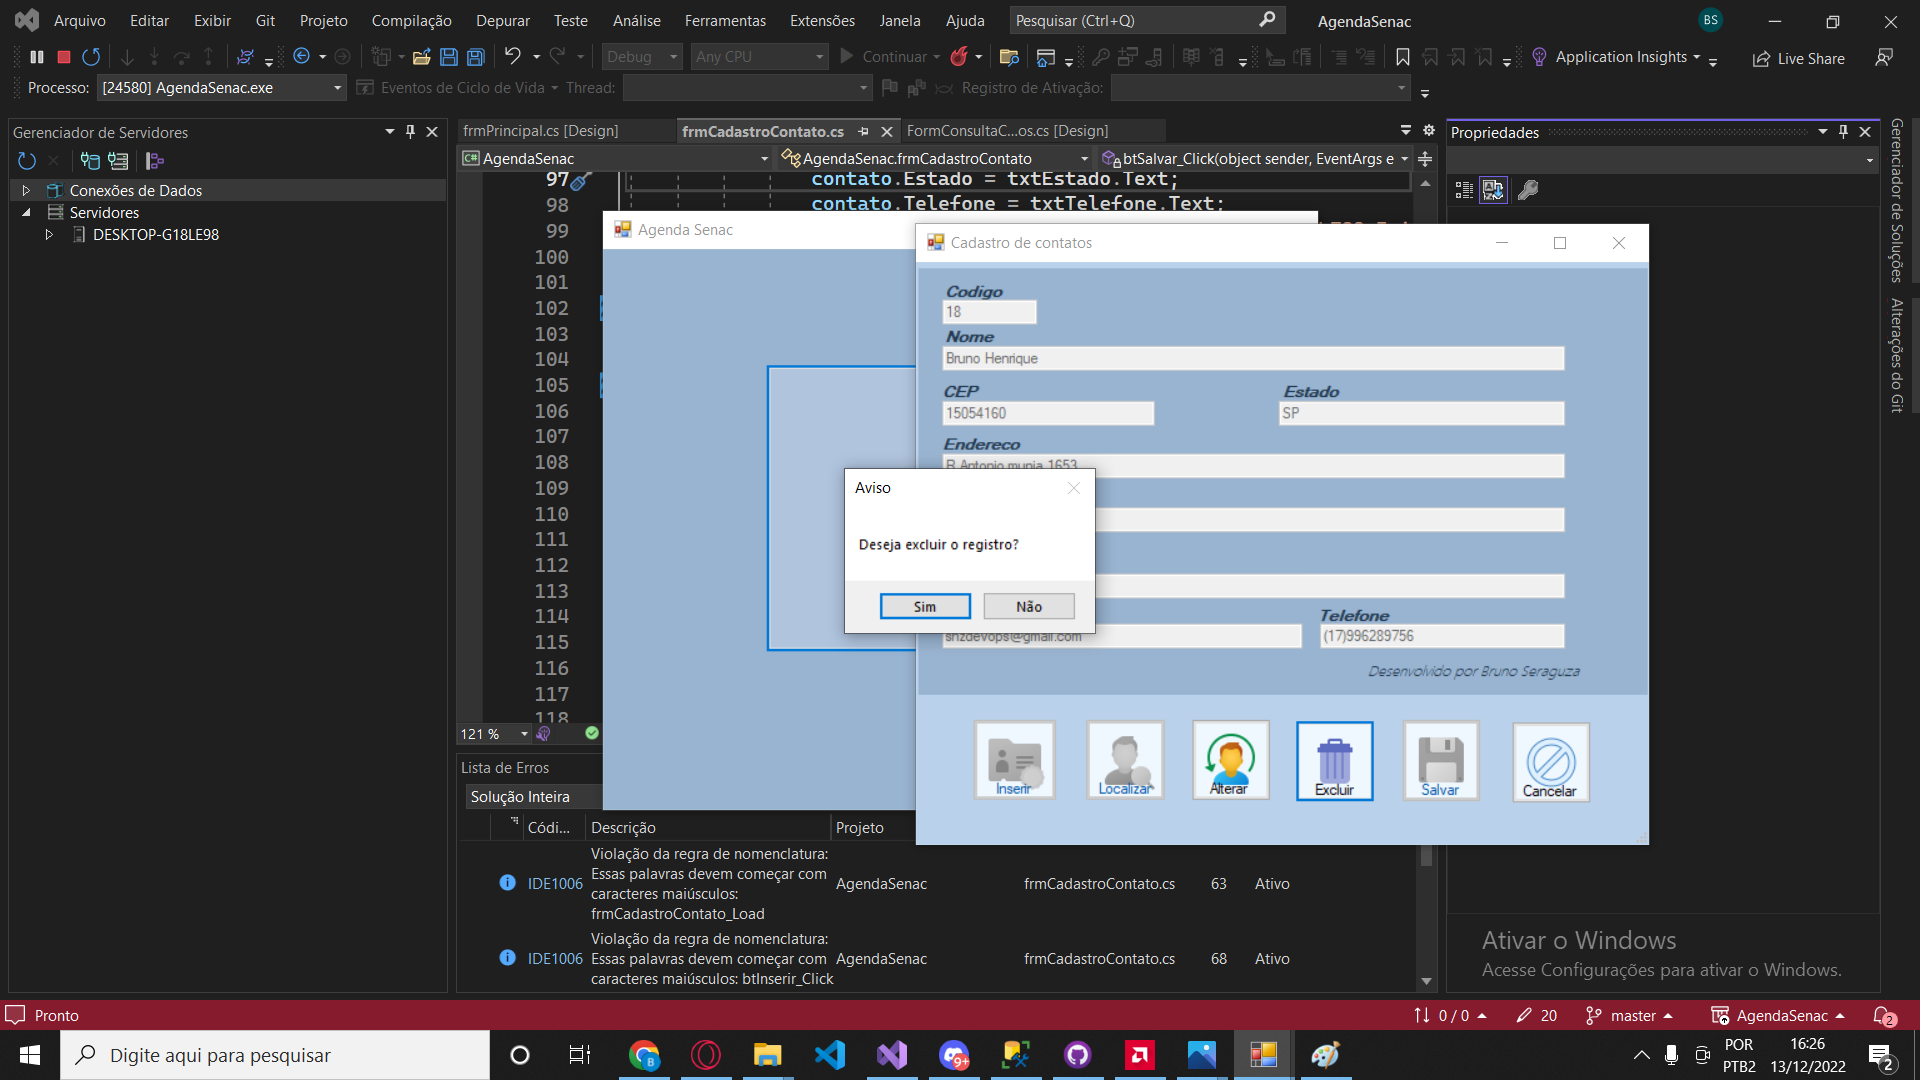 Arquivo Editar Exibir Git Projeto Compilação Depurar Teste Análise Ferramentas Extensões Janela Ajuda Pesquisar (Ctrl+Q) AgendaSenac BS
Debug Any CPU Continuar Application Insights Live Share
Processo: [24580] AgendaSenac.exe Eventos de Ciclo de Vida Thread: Registro de Ativação:
Gerenciador de Servidores
Conexões de Dados
Servidores
DESKTOP-G18LE98
frmPrincipal.cs [Design] frmCadastroContato.cs FormConsultaC...os.cs [Design]
AgendaSenac AgendaSenac.frmCadastroContato btSalvar_Click(object sender, EventArgs e
97 contato.Estado = txtEstado.Text;
98 contato.Telefone = txtTelefone.Text;
99
100
101
102
103
104
105
106
107
108
109
110
111
112
113
114
115
116
117
118
121 %
Agenda Senac
Cadastro de contatos
Codigo
18
Nome
Bruno Henrique
CEP
15054160
Estado
SP
Endereco
R Antonio munia 1653
Aviso
Deseja excluir o registro?
Sim Não
Telefone
snzdevops@gmail.com (17)996289756
Desenvolvido por Bruno Seraguza
Inserir Localizar Alterar Excluir Salvar Cancelar
Lista de Erros
Solução Inteira
Códi... Descrição Projeto
Violação da regra de nomenclatura:
IDE1006 Essas palavras devem começar com AgendaSenac frmCadastroContato.cs 63 Ativo
caracteres maiúsculos:
frmCadastroContato_Load
Violação da regra de nomenclatura:
IDE1006 Essas palavras devem começar com AgendaSenac frmCadastroContato.cs 68 Ativo
caracteres maiúsculos: btInserir_Click
Propriedades
Gerenciador de Soluções
Alterações do Git
Ativar o Windows
Acesse Configurações para ativar o Windows.
Pronto 0 / 0 20 master AgendaSenac 2
Digite aqui para pesquisar B 9+ POR PTB2 16:26 13/12/2022 2